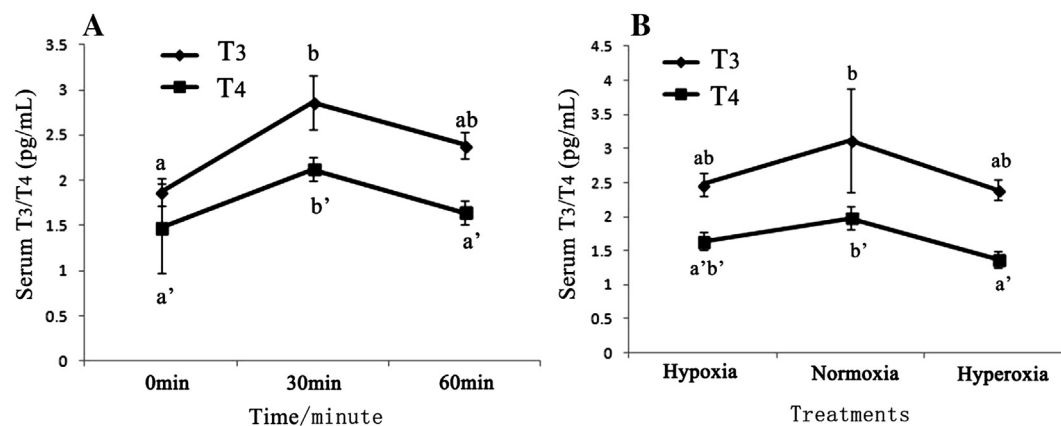 A
Serum T3/T4 (pg/mL)
3.5
3
2.5
2
1.5
1
0.5
0
T3
T4
a
b
ab
a’
b’
a’
0min
30min
60min
Time/minute
B
Serum T3/T4 (pg/mL)
4.5
4
3.5
3
2.5
2
1.5
1
0.5
0
T3
T4
ab
b
ab
a’b’
b’
a’
Hypoxia
Normoxia
Hyperoxia
Treatments